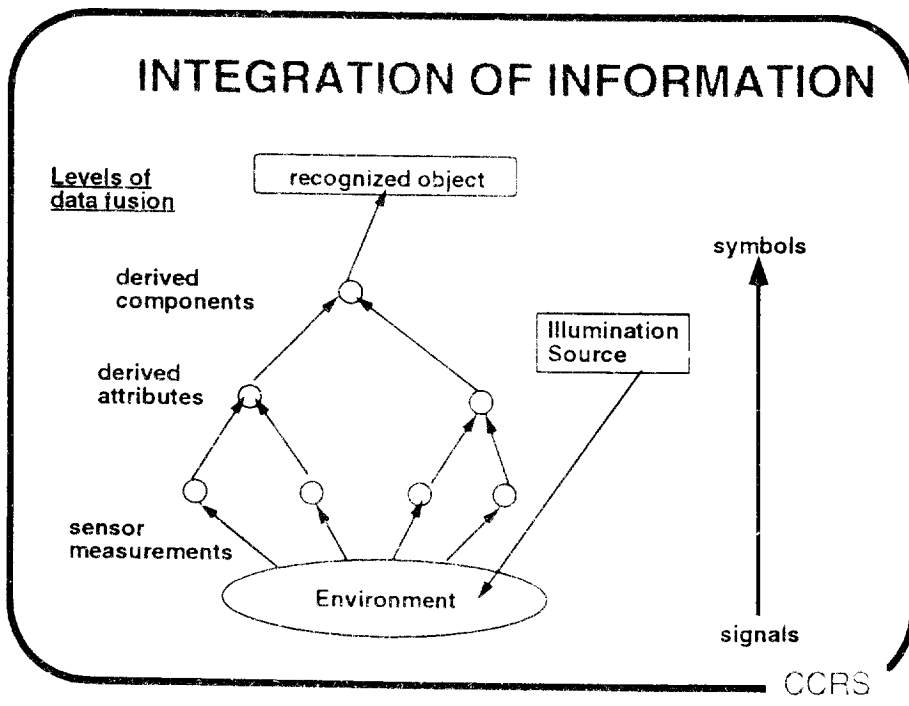 INTEGRATION OF INFORMATION
Levels of
data fusion
recognized object
symbols
derived
components
Illumination
Source
derived
attributes
sensor
measurements
Environment
signals
CCRS